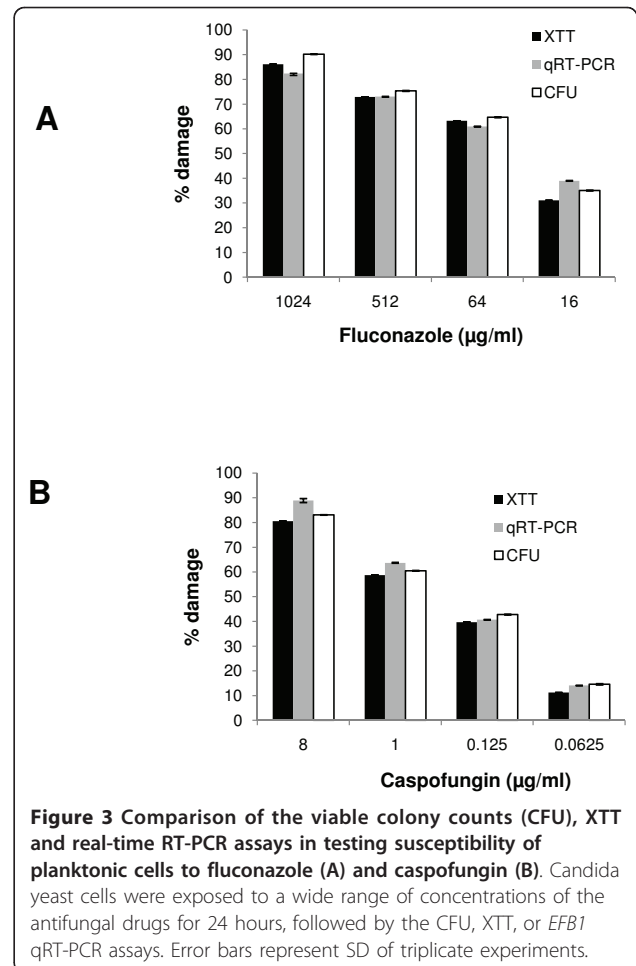 A
% damage
100
90
80
70
60
50
40
30
20
10
0
XTT
qRT-PCR
CFU
1024 512 64 16
Fluconazole (µg/ml)
B
% damage
100
90
80
70
60
50
40
30
20
10
0
XTT
qRT-PCR
CFU
8 1 0.125 0.0625
Caspofungin (µg/ml)
Figure 3 Comparison of the viable colony counts (CFU), XTT
and real-time RT-PCR assays in testing susceptibility of
planktonic cells to fluconazole (A) and caspofungin (B). Candida
yeast cells were exposed to a wide range of concentrations of the
antifungal drugs for 24 hours, followed by the CFU, XTT, or EFB1
qRT-PCR assays. Error bars represent SD of triplicate experiments.